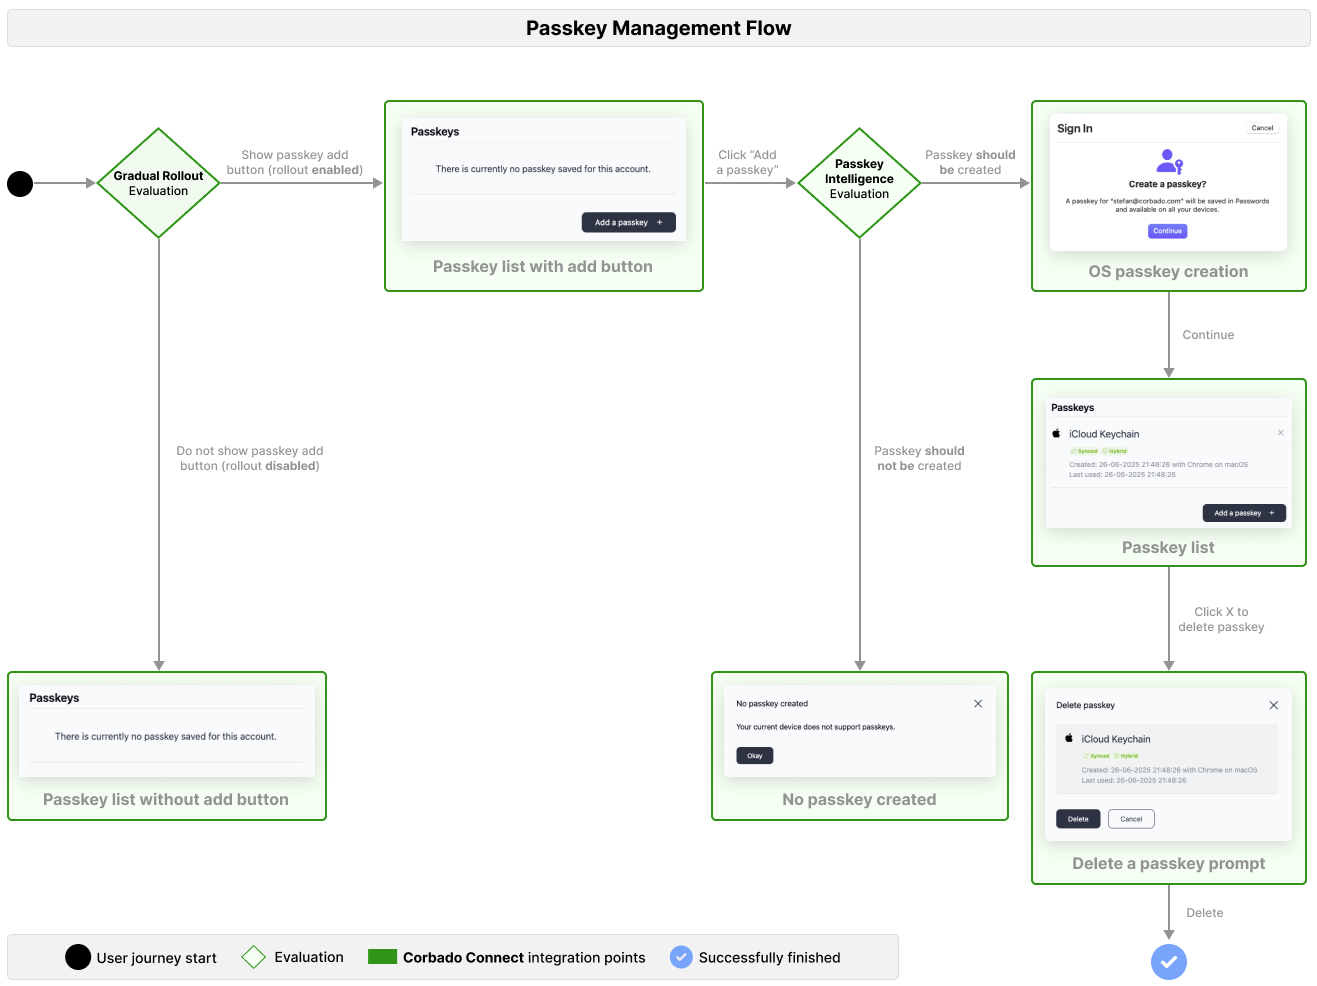 Passkey Management Flow
Gradual Rollout
Evaluation
Show passkey add
button (rollout enabled)
Passkeys
There is currently no passkey saved for this account.
Add a passkey +
Passkey list with add button
Click “Add
a passkey”
Passkey
Intelligence
Evaluation
Passkey should
be created
Sign In
Cancel
Create a passkey?
A passkey for "stefan@corbado.com" will be saved in Passwords
and available on all your devices.
Continue
OS passkey creation
Continue
Passkeys
iCloud Keychain
Synced Hybrid
Created: 26-06-2025 21:48:26 with Chrome on macOS
Last used: 26-06-2025 21:48:26
Add a passkey +
Passkey list
Do not show passkey add
button (rollout disabled)
Passkey should
not be created
Click X to
delete passkey
Passkeys
There is currently no passkey saved for this account.
Passkey list without add button
No passkey created
Your current device does not support passkeys.
Okay
No passkey created
Delete passkey
iCloud Keychain
Synced Hybrid
Created: 26-06-2025 21:48:26 with Chrome on macOS
Last used: 26-06-2025 21:48:26
Delete Cancel
Delete a passkey prompt
Delete
User journey start
Evaluation
Corbado Connect integration points
Successfully finished